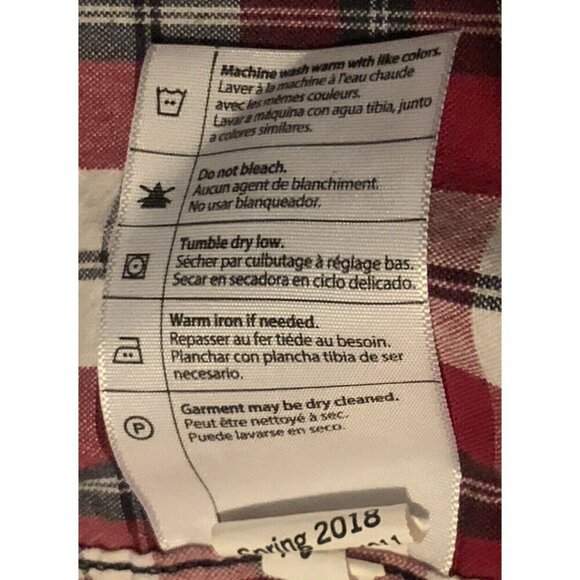 Machine wash warm with like colors.
Laver à la machine à l'eau chaude
avec les mêmes couleurs.
Lavar a máquina con agua tibia, junto
a colores similares.
Do not bleach.
Aucun agent de blanchiment.
No usar blanqueador.
Tumble dry low.
Sécher par culbutage à réglage bas.
Secar en secadora en ciclo delicado.
Warm iron if needed.
Repasser au fer tiéde au besoin.
Planchar con plancha tibia de ser
necesario.
P
Garment may be dry cleaned.
Peut être nettoyé à sec.
Puede lavarse en seco.
Spring 2018